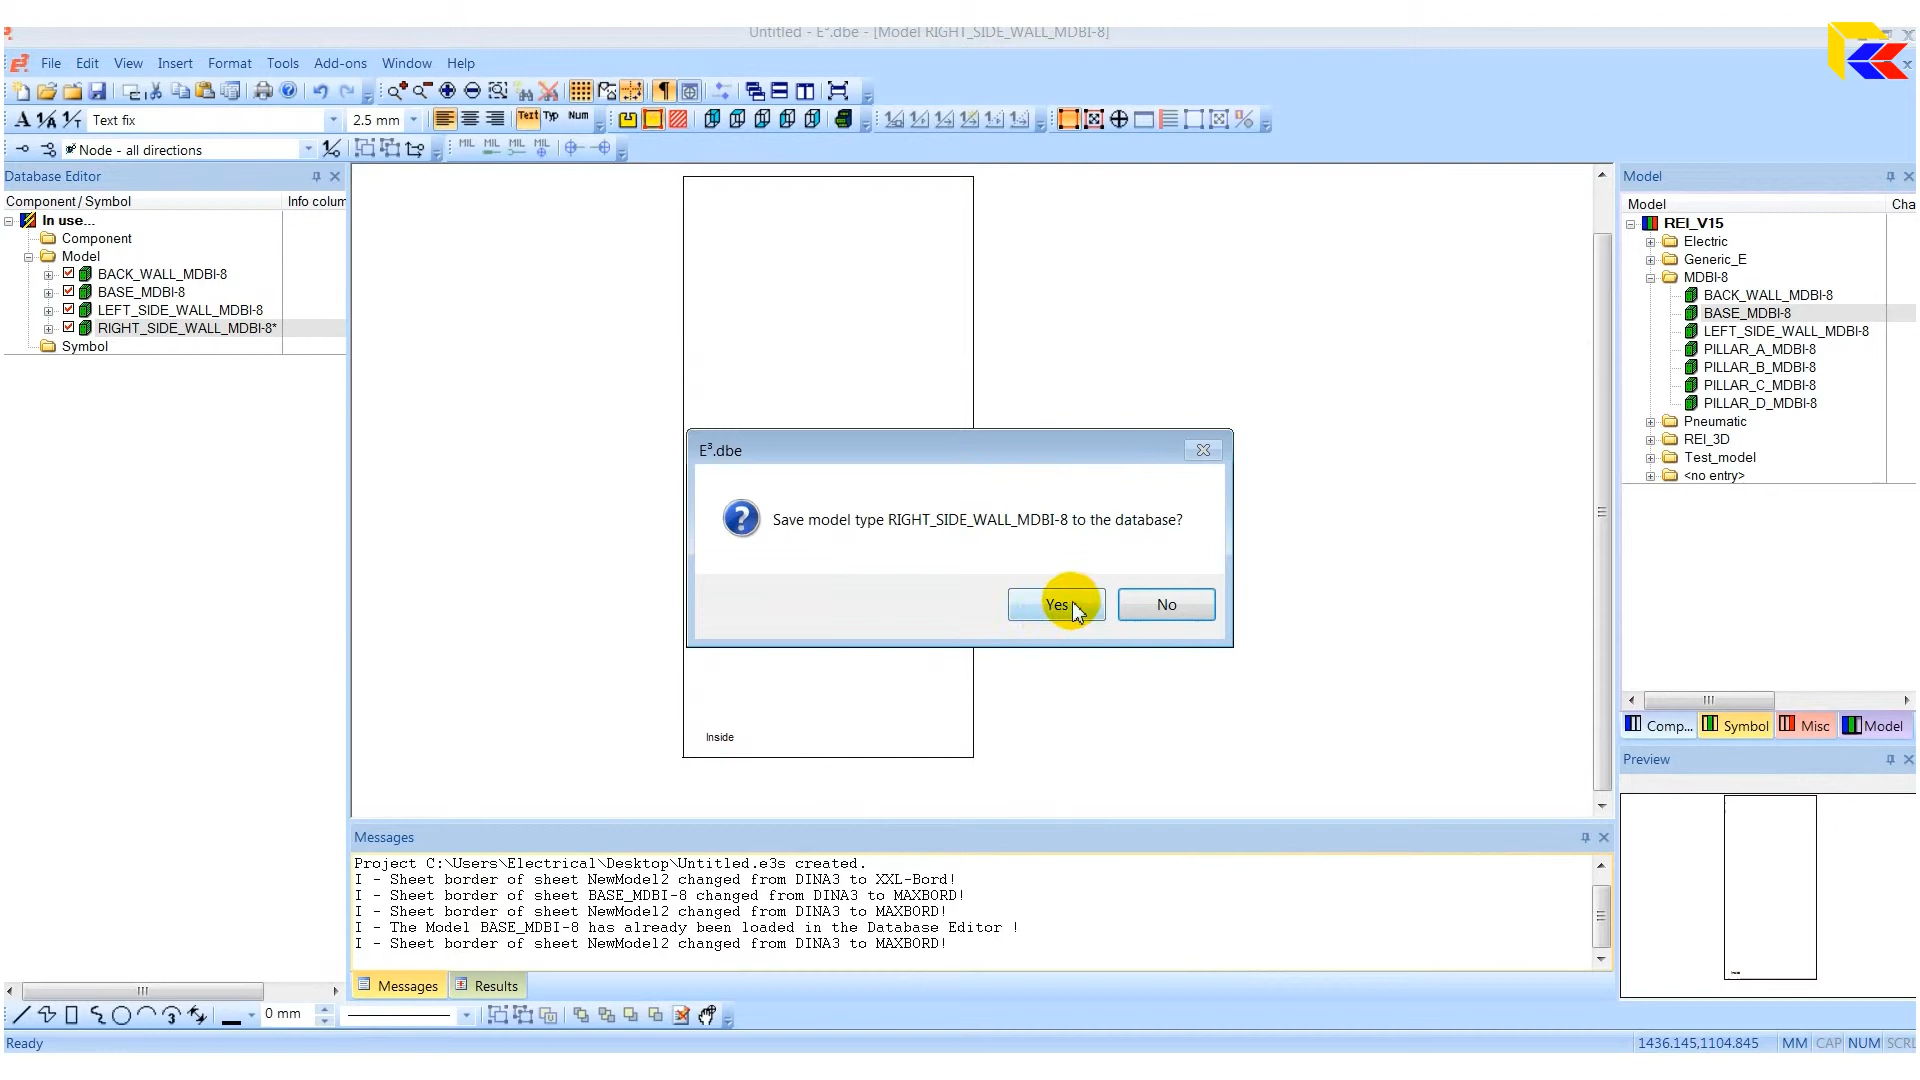 Untitled - E³.dbe - [Model RIGHT_SIDE_WALL_MDBI-8]
File Edit View Insert Format Tools Add-ons Window Help
Text fix 2.5 mm Text Typ Num
Node - all directions MIL MIL MIL MIL
Database Editor
Component / Symbol Info colum
In use...
Component
Model
BACK_WALL_MDBI-8
BASE_MDBI-8
LEFT_SIDE_WALL_MDBI-8
RIGHT_SIDE_WALL_MDBI-8*
Symbol
Inside
E³.dbe
Save model type RIGHT_SIDE_WALL_MDBI-8 to the database?
Yes No
Model
Model Cha
REI_V15
Electric
Generic_E
MDBI-8
BACK_WALL_MDBI-8
BASE_MDBI-8
LEFT_SIDE_WALL_MDBI-8
PILLAR_A_MDBI-8
PILLAR_B_MDBI-8
PILLAR_C_MDBI-8
PILLAR_D_MDBI-8
Pneumatic
REI_3D
Test_model
<no entry>
Comp... Symbol Misc Model
Preview
Messages
Project C:\Users\Electrical\Desktop\Untitled.e3s created.
I - Sheet border of sheet NewModel2 changed from DINA3 to XXL-Bord!
I - Sheet border of sheet BASE_MDBI-8 changed from DINA3 to MAXBORD!
I - Sheet border of sheet NewModel2 changed from DINA3 to MAXBORD!
I - The Model BASE_MDBI-8 has already been loaded in the Database Editor !
I - Sheet border of sheet NewModel2 changed from DINA3 to MAXBORD!
Messages Results
0 mm
Ready 1436.145,1104.845 MM CAP NUM SCRL